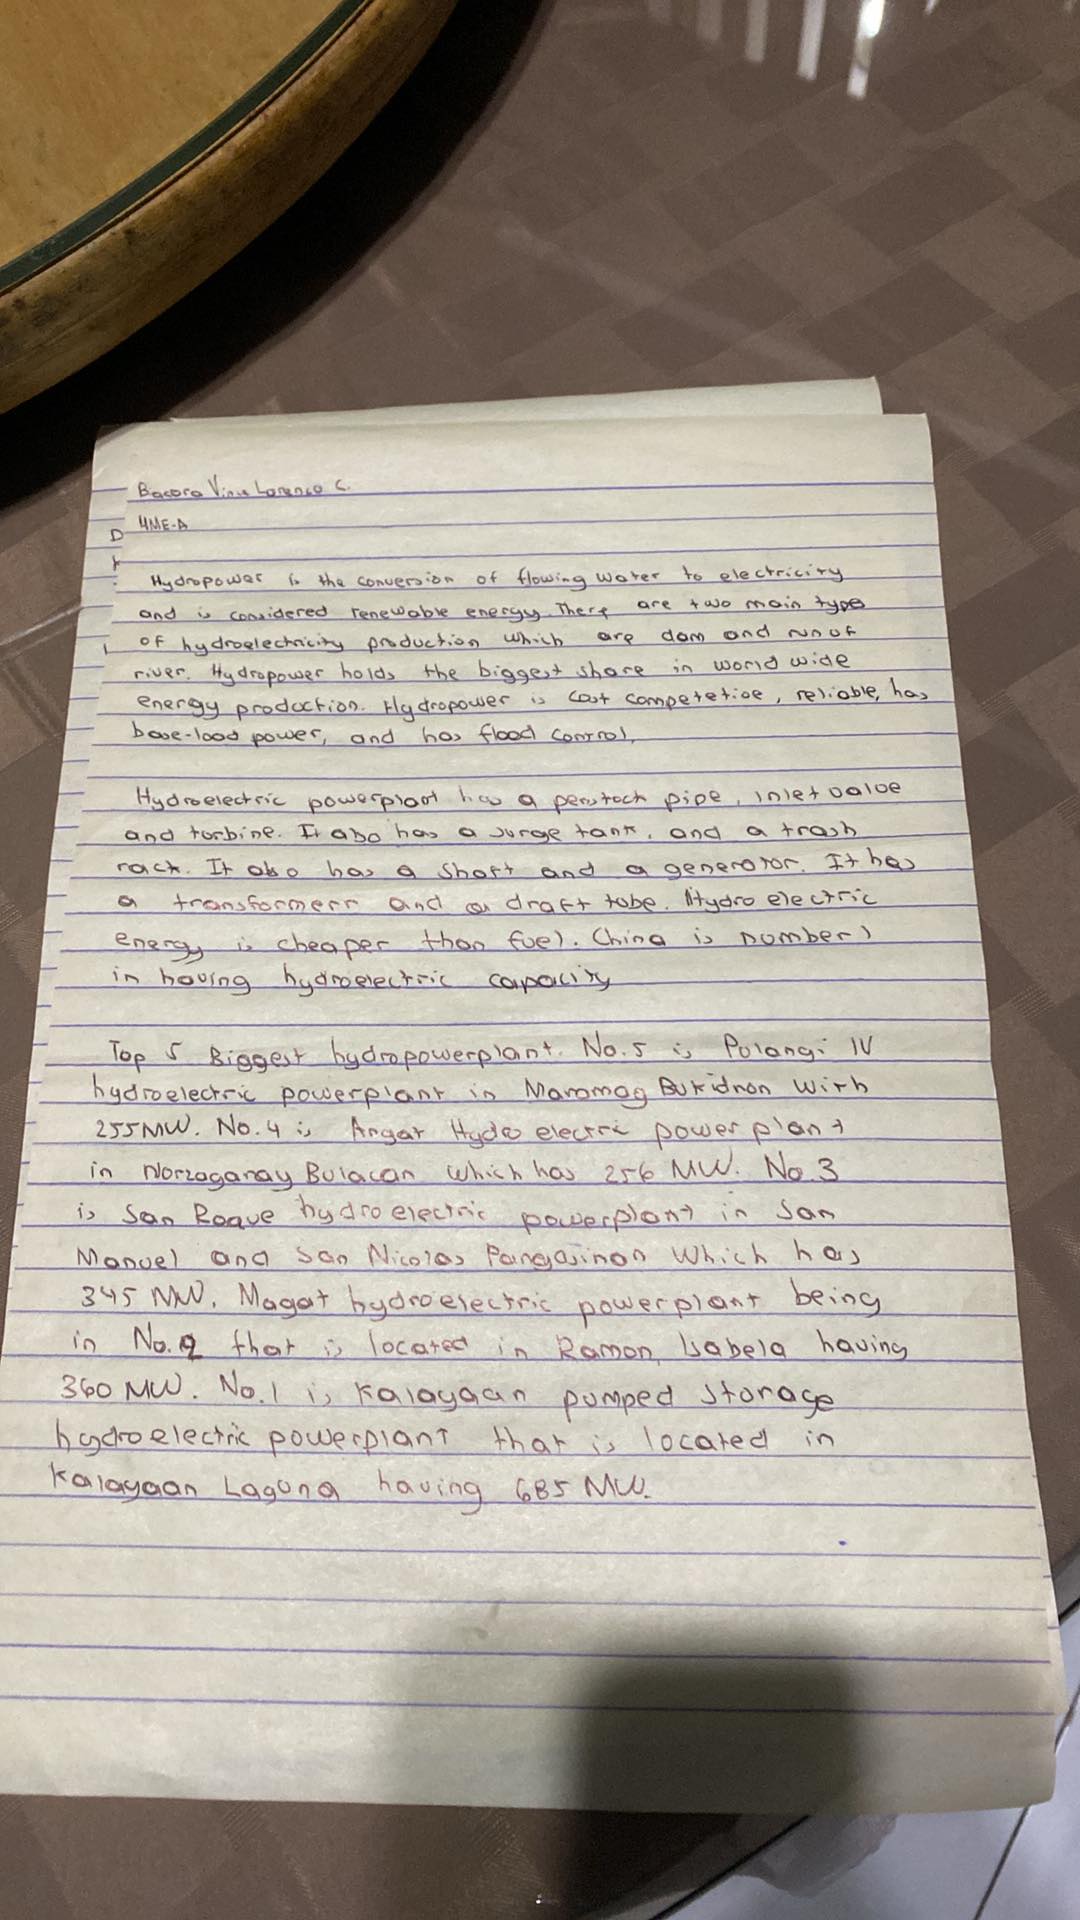 Bacora Vince Lorenzo C.
4ME-A
D
Hydropower is the conversion of flowing water to electricity
and is considered renewable energy. There are two main type
of hydroelectricity production which are dam and run of
river. Hydropower holds the biggest share in world wide
energy production. Hydropower is cost competetive, reliable, has
base-load power, and has flood control.
Hydroelectric powerplant has a penstock pipe, inlet valve
and turbine. It also has a surge tank, and a trash
rack. It also has a shaft and a generator. It has
a transformerr and a draft tube. Hydro electric
energy is cheaper than fuel. China is number 1
in having hydroelectric capacity
Top 5 Biggest hydropowerplant. No.5 is Pulangi IV
hydroelectric powerplant in Maramag Bukidnon with
255MW. No.4 is Angat Hydro electric power plant
in Norzagaray Bulacan which has 256 MW. No.3
is San Roque hydroelectric powerplant in San
Manuel and San Nicolas Pangasinan which has
345 MW. Magat hydroelectric powerplant being
in No.2 that is located in Ramon, Isabela having
360 MW. No.1 is Kalayaan pumped storage
hydroelectric powerplant that is located in
Kalayaan Laguna having 685 MW.